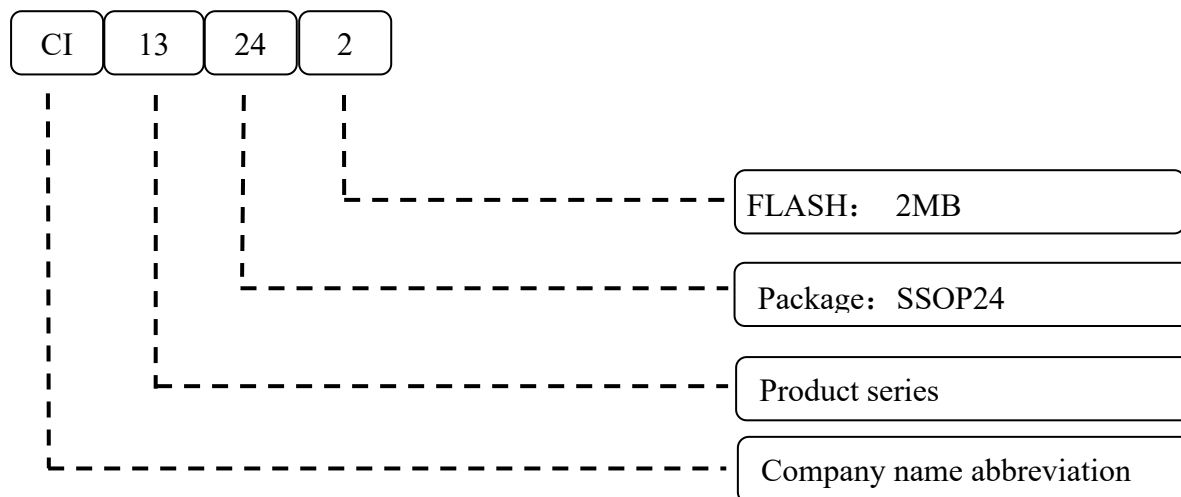 CI 13 24 2
FLASH： 2MB
Package：SSOP24
Product series
Company name abbreviation